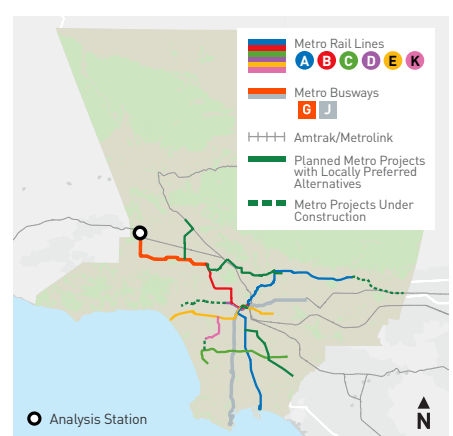 Metro Rail Lines
A B C D E K
Metro Busways
G J
Amtrak/Metrolink
Planned Metro Projects
with Locally Preferred
Alternatives
Metro Projects Under
Construction
Analysis Station
N